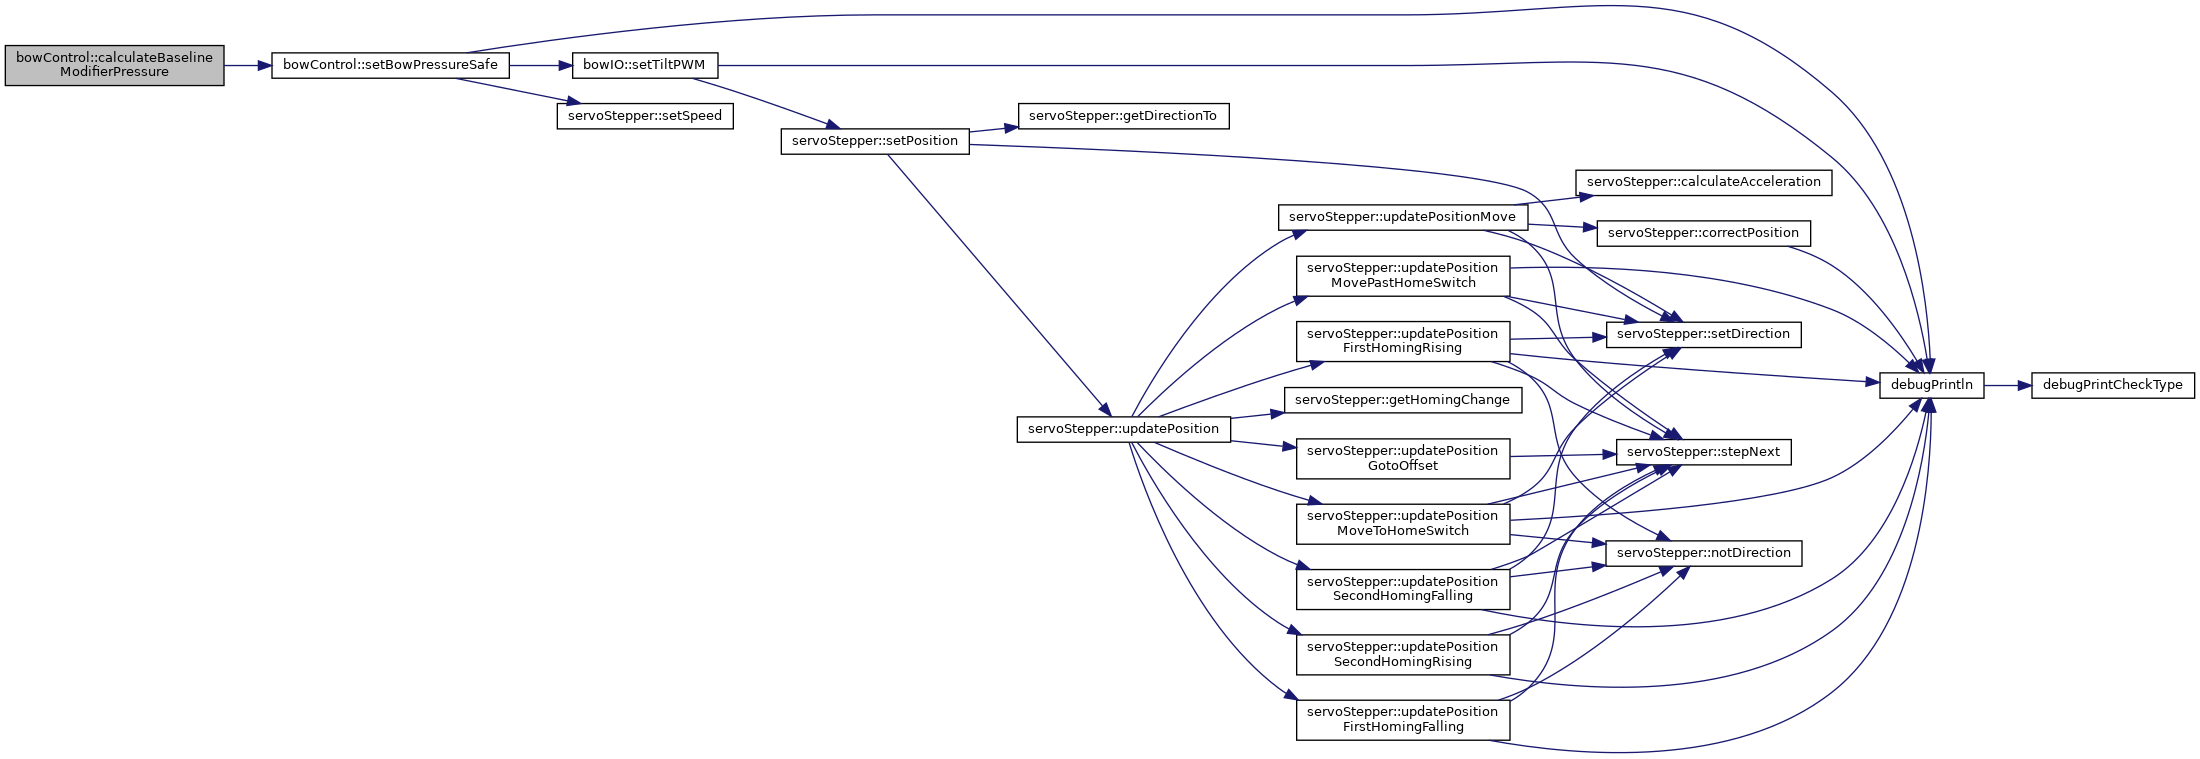 bowControl::calculateBaseline
ModifierPressure
bowControl::setBowPressureSafe
bowIO::setTiltPWM
servoStepper::setSpeed
servoStepper::setPosition
servoStepper::getDirectionTo
servoStepper::updatePosition
servoStepper::updatePositionMove
servoStepper::updatePosition
MovePastHomeSwitch
servoStepper::updatePosition
FirstHomingRising
servoStepper::getHomingChange
servoStepper::updatePosition
GotoOffset
servoStepper::updatePosition
MoveToHomeSwitch
servoStepper::updatePosition
SecondHomingFalling
servoStepper::updatePosition
SecondHomingRising
servoStepper::updatePosition
FirstHomingFalling
servoStepper::calculateAcceleration
servoStepper::correctPosition
servoStepper::setDirection
servoStepper::stepNext
servoStepper::notDirection
debugPrintln
debugPrintCheckType